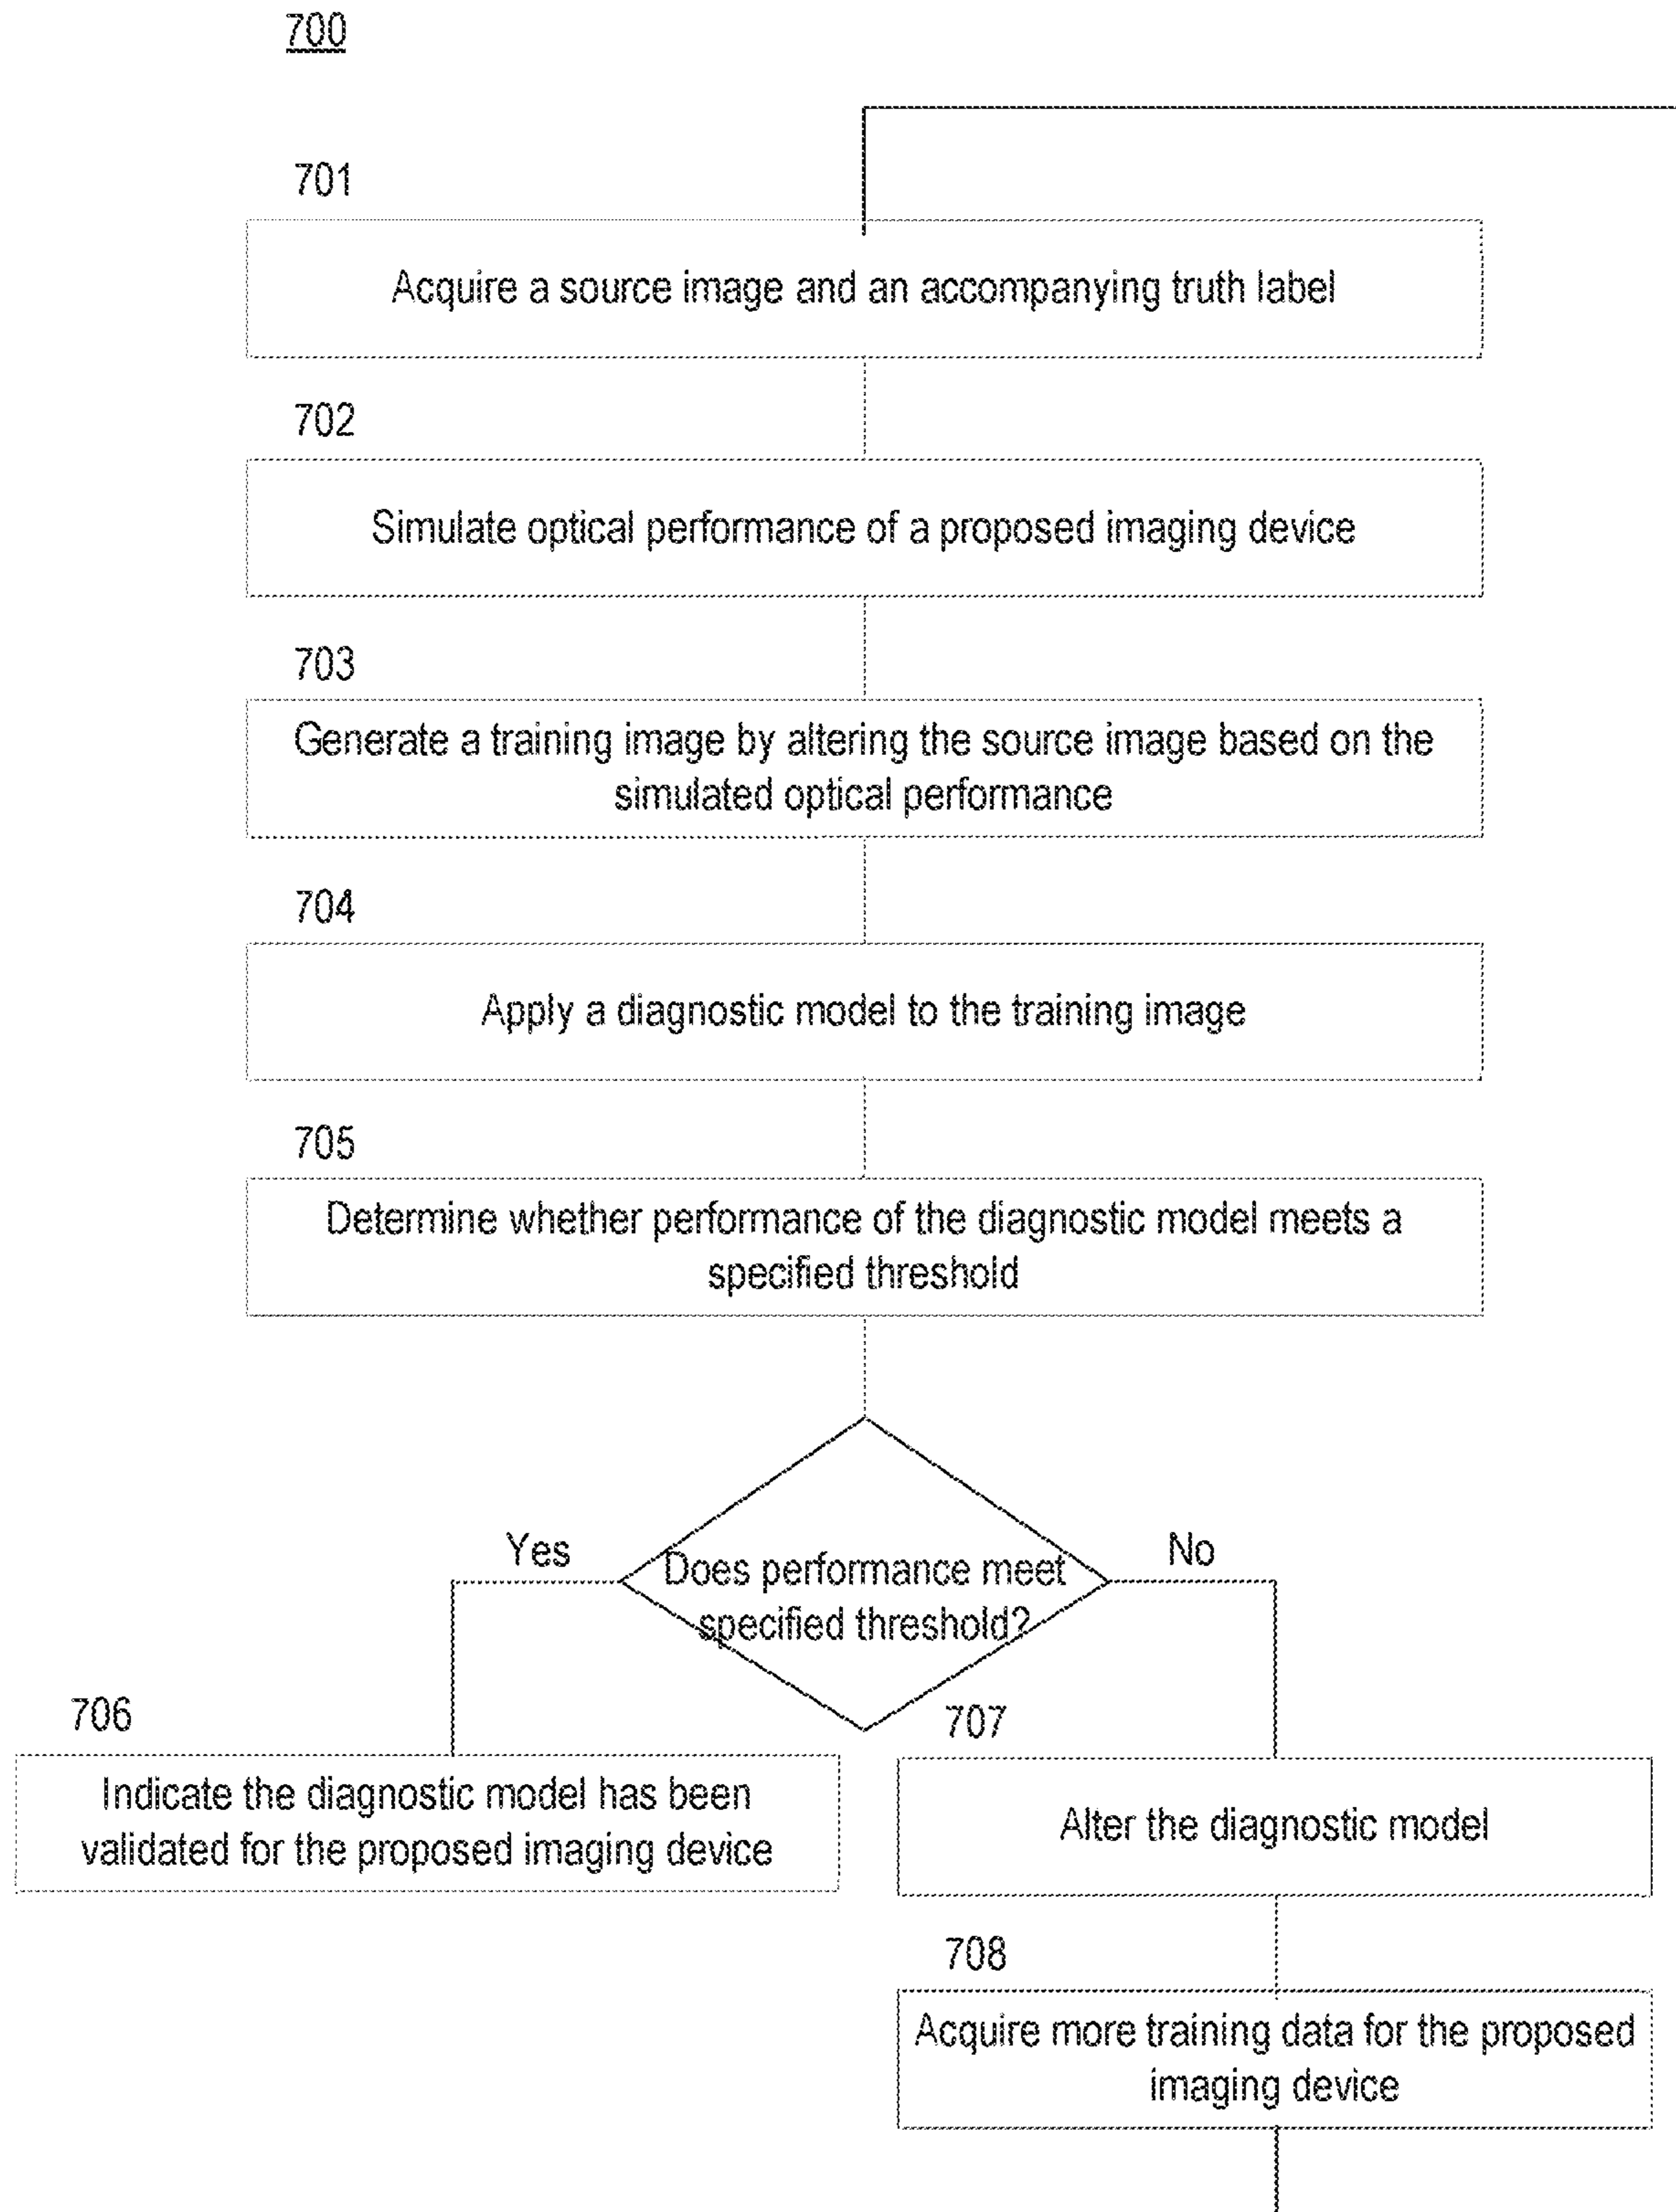 700
701
Acquire a source image and an accompanying truth label
702
Simulate optical performance of a proposed imaging device
703
Generate a training image by altering the source image based on the
simulated optical performance
704
Apply a diagnostic model to the training image
705
Determine whether performance of the diagnostic model meets a
specified threshold
Does performance meet
specified threshold?
Yes
No
706
Indicate the diagnostic model has been
validated for the proposed imaging device
707
Alter the diagnostic model
708
Acquire more training data for the proposed
imaging device